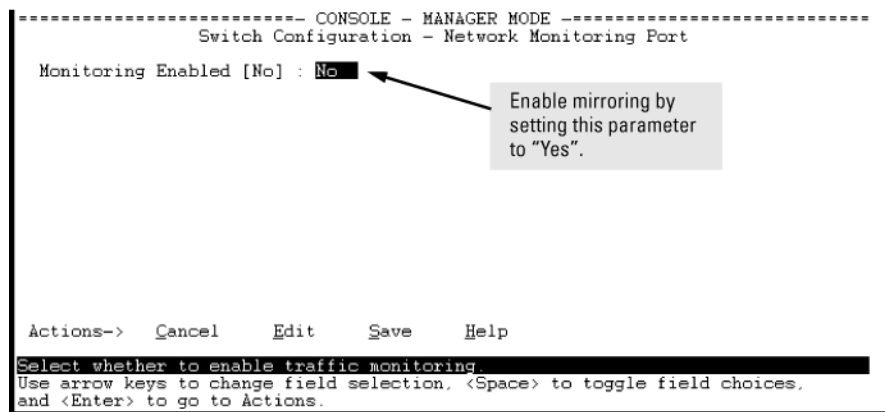 ==========================- CONSOLE - MANAGER MODE -============================
Switch Configuration - Network Monitoring Port
Monitoring Enabled [No] : No
Enable mirroring by
setting this parameter
to “Yes”.
Actions-> Cancel Edit Save Help
Select whether to enable traffic monitoring.
Use arrow keys to change field selection, <Space> to toggle field choices,
and <Enter> to go to Actions.